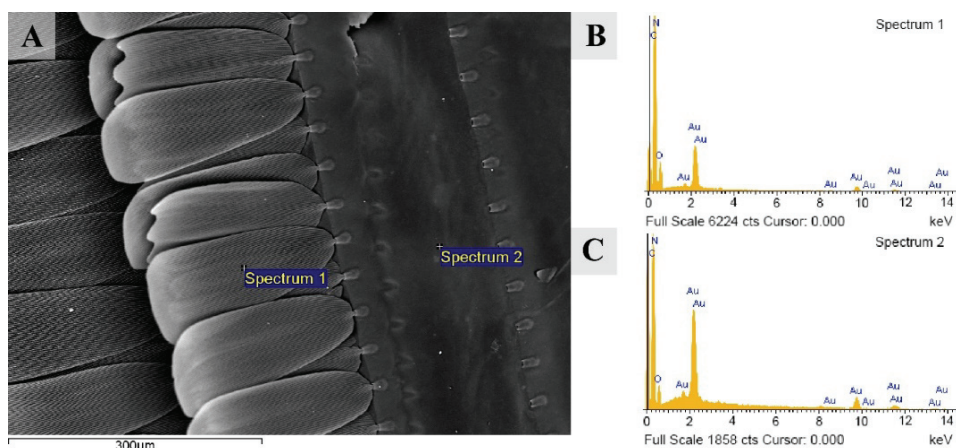 A
Spectrum 1
Spectrum 2
300µm
B
Spectrum 1
N
C
O
Au
Au
Au
Au
Au
Au
Au
Au
Au
Au
0 2 4 6 8 10 12 14
Full Scale 6224 cts Cursor: 0.000 keV
C
Spectrum 2
N
C
O
Au
Au
Au
Au
Au
Au
Au
Au
Au
Au
0 2 4 6 8 10 12 14
Full Scale 1858 cts Cursor: 0.000 keV